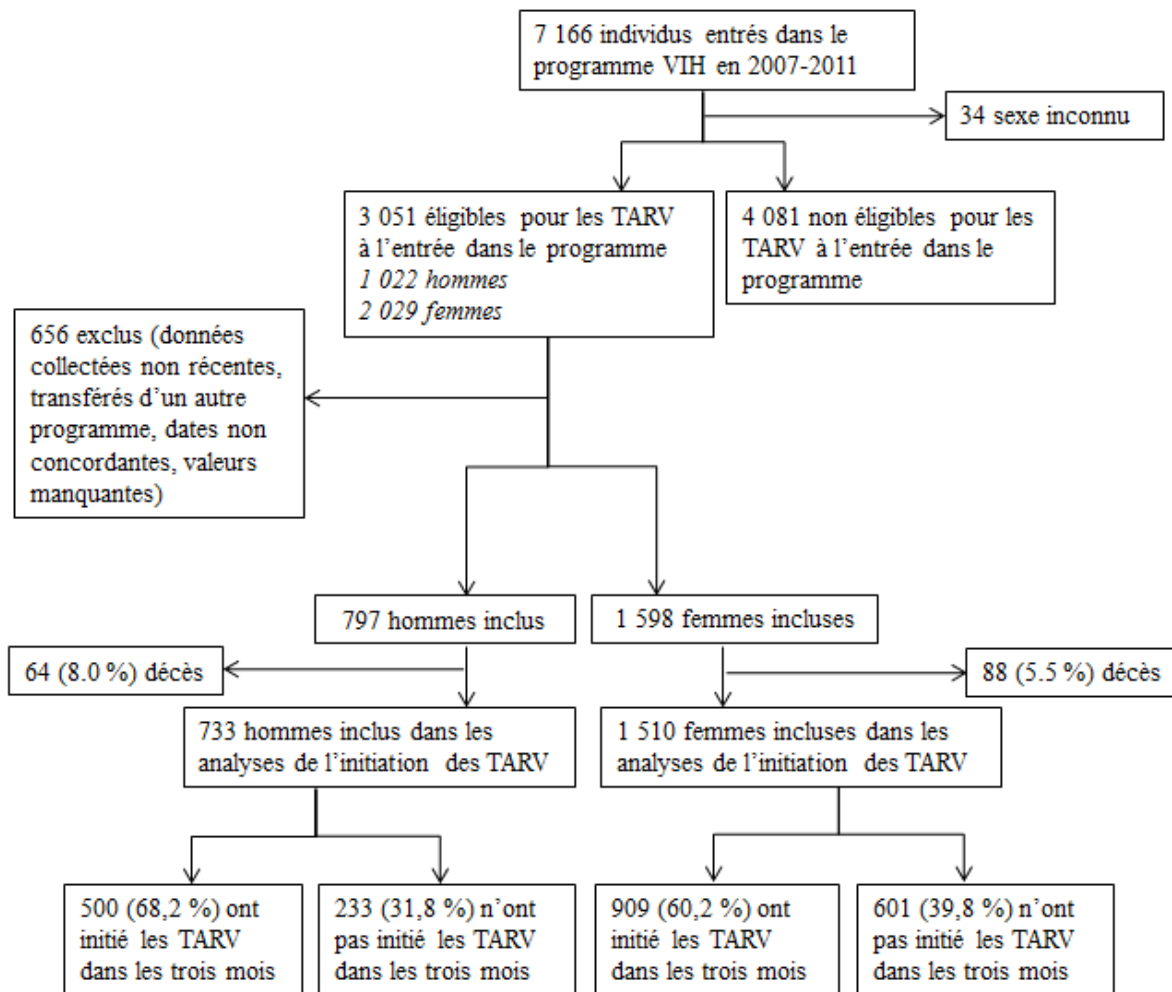 7 166 individus entrés dans le
programme VIH en 2007-2011
34 sexe inconnu
3 051 éligibles pour les TARV
à l'entrée dans le programme
1 022 hommes
2 029 femmes
4 081 non éligibles pour les
TARV à l'entrée dans le
programme
656 exclus (données
collectées non récentes,
transférés d'un autre
programme, dates non
concordantes, valeurs
manquantes)
797 hommes inclus
1 598 femmes incluses
64 (8.0 %) décès
88 (5.5 %) décès
733 hommes inclus dans les
analyses de l'initiation des TARV
1 510 femmes incluses dans les
analyses de l'initiation des TARV
500 (68,2 %) ont
initié les TARV
dans les trois mois
233 (31,8 %) n'ont
pas initié les TARV
dans les trois mois
909 (60,2 %) ont
initié les TARV
dans les trois mois
601 (39,8 %) n'ont
pas initié les TARV
dans les trois mois